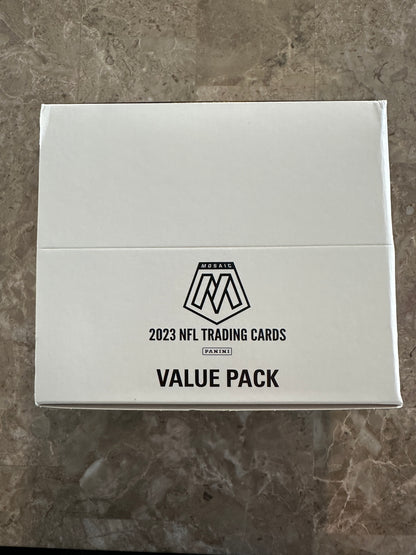 MOSAIC
2023 NFL TRADING CARDS
PANINI
VALUE PACK